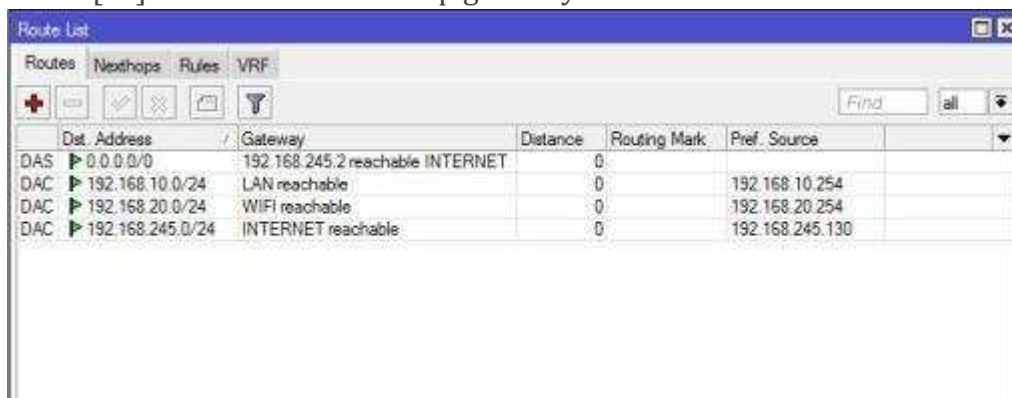 Route List
Routes Nexthops Rules VRF
Find all
Dst. Address / Gateway Distance Routing Mark Pref. Source
DAS 0.0.0.0/0 192.168.245.2 reachable INTERNET 0
DAC 192.168.10.0/24 LAN reachable 0 192.168.10.254
DAC 192.168.20.0/24 WIFI reachable 0 192.168.20.254
DAC 192.168.245.0/24 INTERNET reachable 0 192.168.245.130